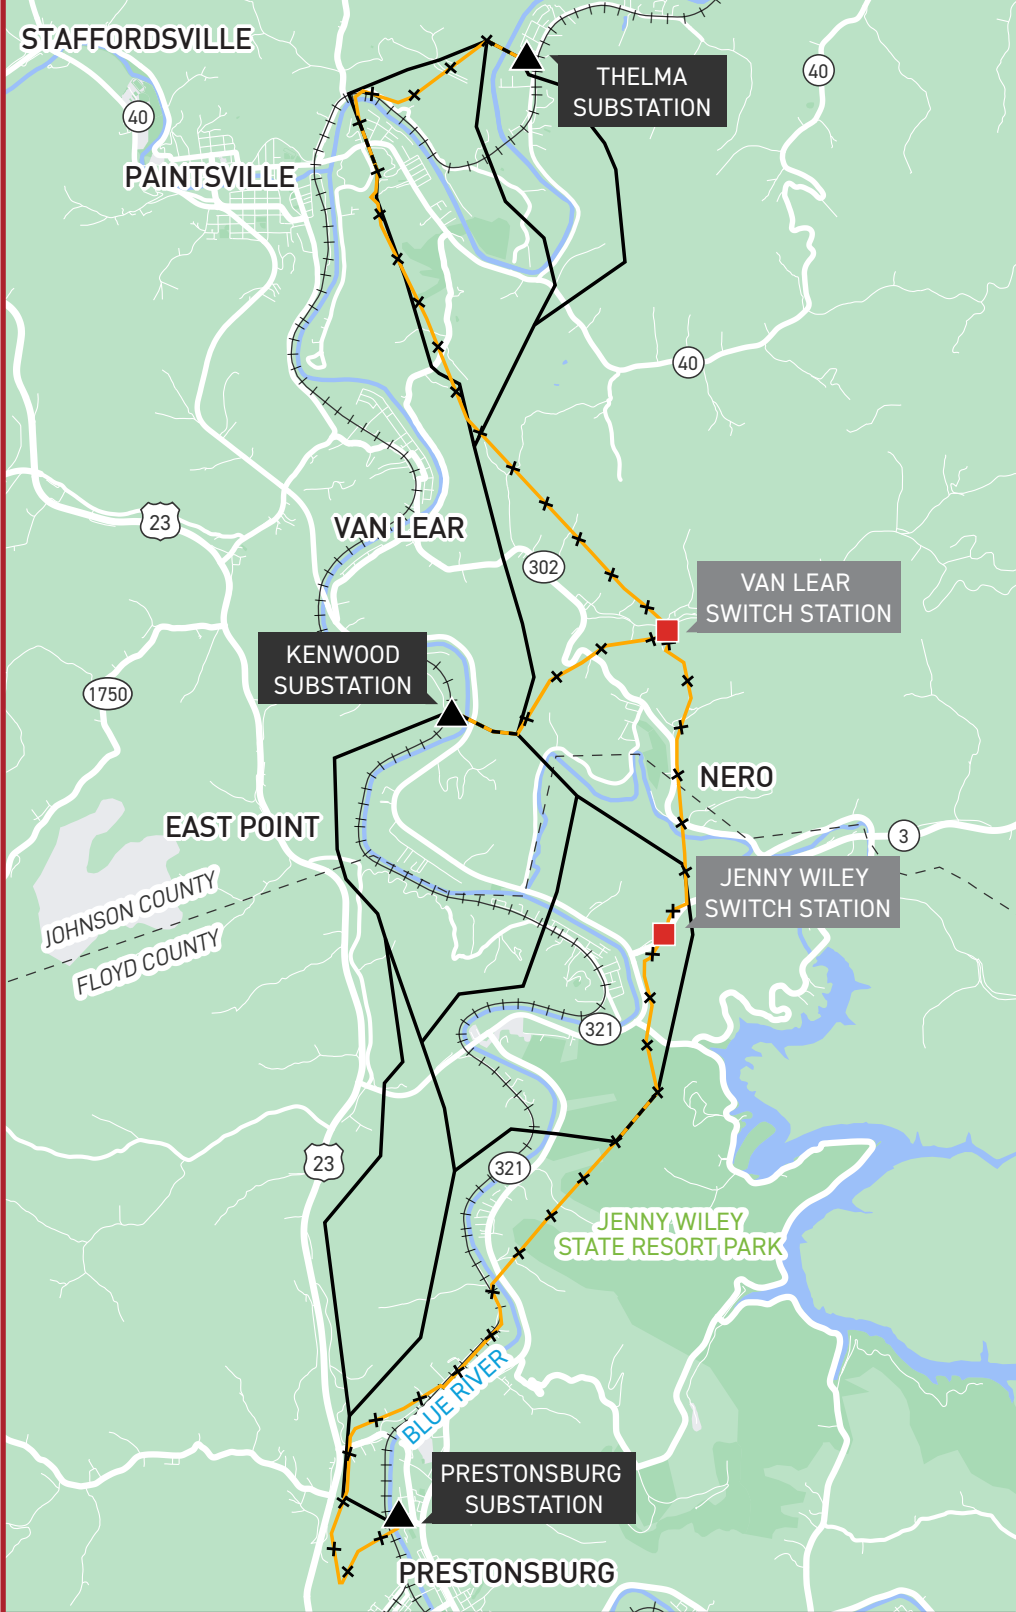 STAFFORDSVILLE
THELMA
SUBSTATION
40
40
PAINTSVILLE
40
23
VAN LEAR
302
VAN LEAR
SWITCH STATION
KENWOOD
SUBSTATION
1750
NERO
EAST POINT
3
JENNY WILEY
SWITCH STATION
JOHNSON COUNTY
FLOYD COUNTY
321
23
321
JENNY WILEY
STATE RESORT PARK
BLUE RIVER
PRESTONSBURG
SUBSTATION
PRESTONSBURG